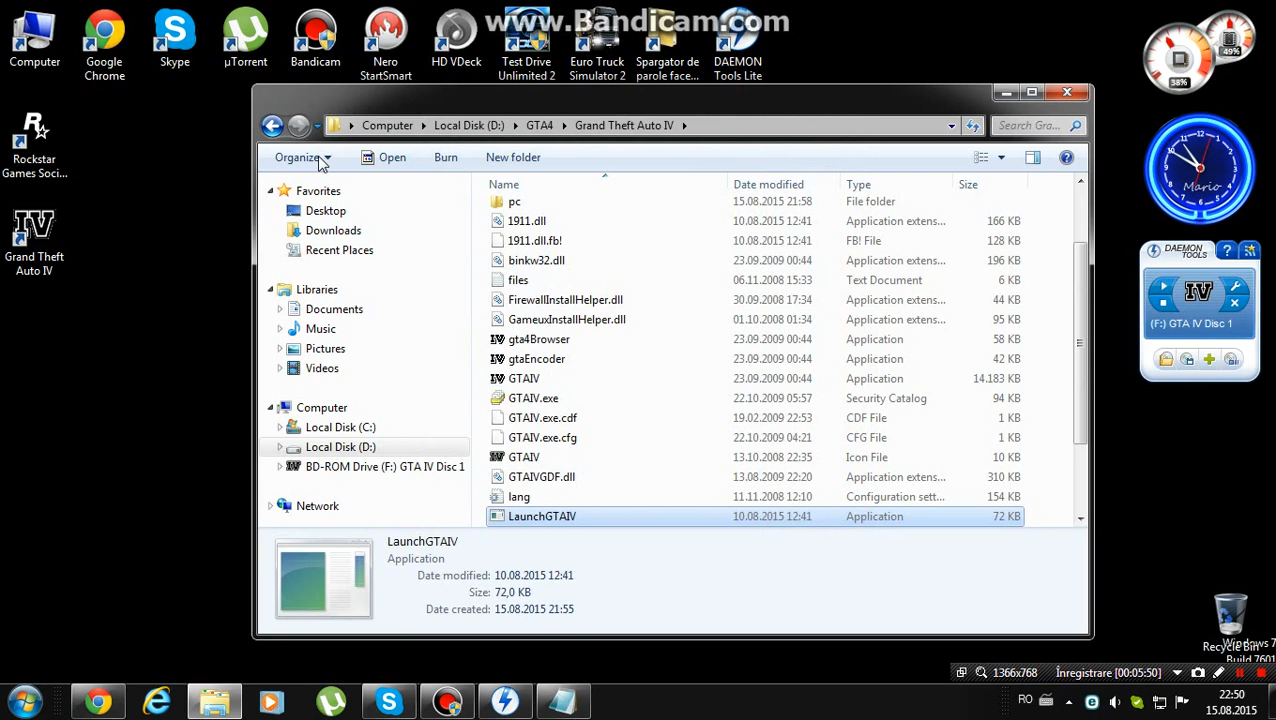 www.Bandicam.com
Computer
Google
Chrome
Skype
µTorrent
Bandicam
Nero
StartSmart
Test Drive
Unlimited 2
Euro Truck
Simulator 2
Spargator de
parole face...
DAEMON
Tools Lite
Rockstar
Games Soci...
Grand Theft
Auto IV
Computer Local Disk (D:) GTA4 Grand Theft Auto IV
Search Gra...
Organize Open Burn New folder
Favorites
Desktop
Downloads
Recent Places
Libraries
Documents
Music
Pictures
Videos
Computer
Local Disk (C:)
Local Disk (D:)
BD-ROM Drive (F:) GTA IV Disc 1
Network
Name Date modified Type Size
pc 15.08.2015 21:58 File folder
1911.dll 10.08.2015 12:41 Application extens... 166 KB
1911.dll.fb! 10.08.2015 12:41 FB! File 128 KB
binkw32.dll 23.09.2009 00:44 Application extens... 196 KB
files 06.11.2008 15:33 Text Document 6 KB
FirewallInstallHelper.dll 30.09.2008 17:34 Application extens... 44 KB
GameuxInstallHelper.dll 01.10.2008 01:34 Application extens... 95 KB
gta4Browser 23.09.2009 00:44 Application 58 KB
gtaEncoder 23.09.2009 00:44 Application 42 KB
GTAIV 23.09.2009 00:44 Application 14.183 KB
GTAIV.exe 22.10.2009 05:57 Security Catalog 94 KB
GTAIV.exe.cdf 19.02.2009 22:53 CDF File 1 KB
GTAIV.exe.cfg 22.10.2009 04:21 CFG File 1 KB
GTAIV 13.10.2008 22:35 Icon File 10 KB
GTAIVGDF.dll 13.08.2009 22:20 Application extens... 310 KB
lang 11.11.2008 12:10 Configuration sett... 154 KB
LaunchGTAIV 10.08.2015 12:41 Application 72 KB
LaunchGTAIV
Application
Date modified: 10.08.2015 12:41
Size: 72,0 KB
Date created: 15.08.2015 21:55
38%
49%
Mario
DAEMON
TOOLS
IV
(F:) GTA IV Disc 1
Recycle Bin
Windows 7
1366x768 Înregistrare [00:05:50]
RO
22:50
15.08.2015